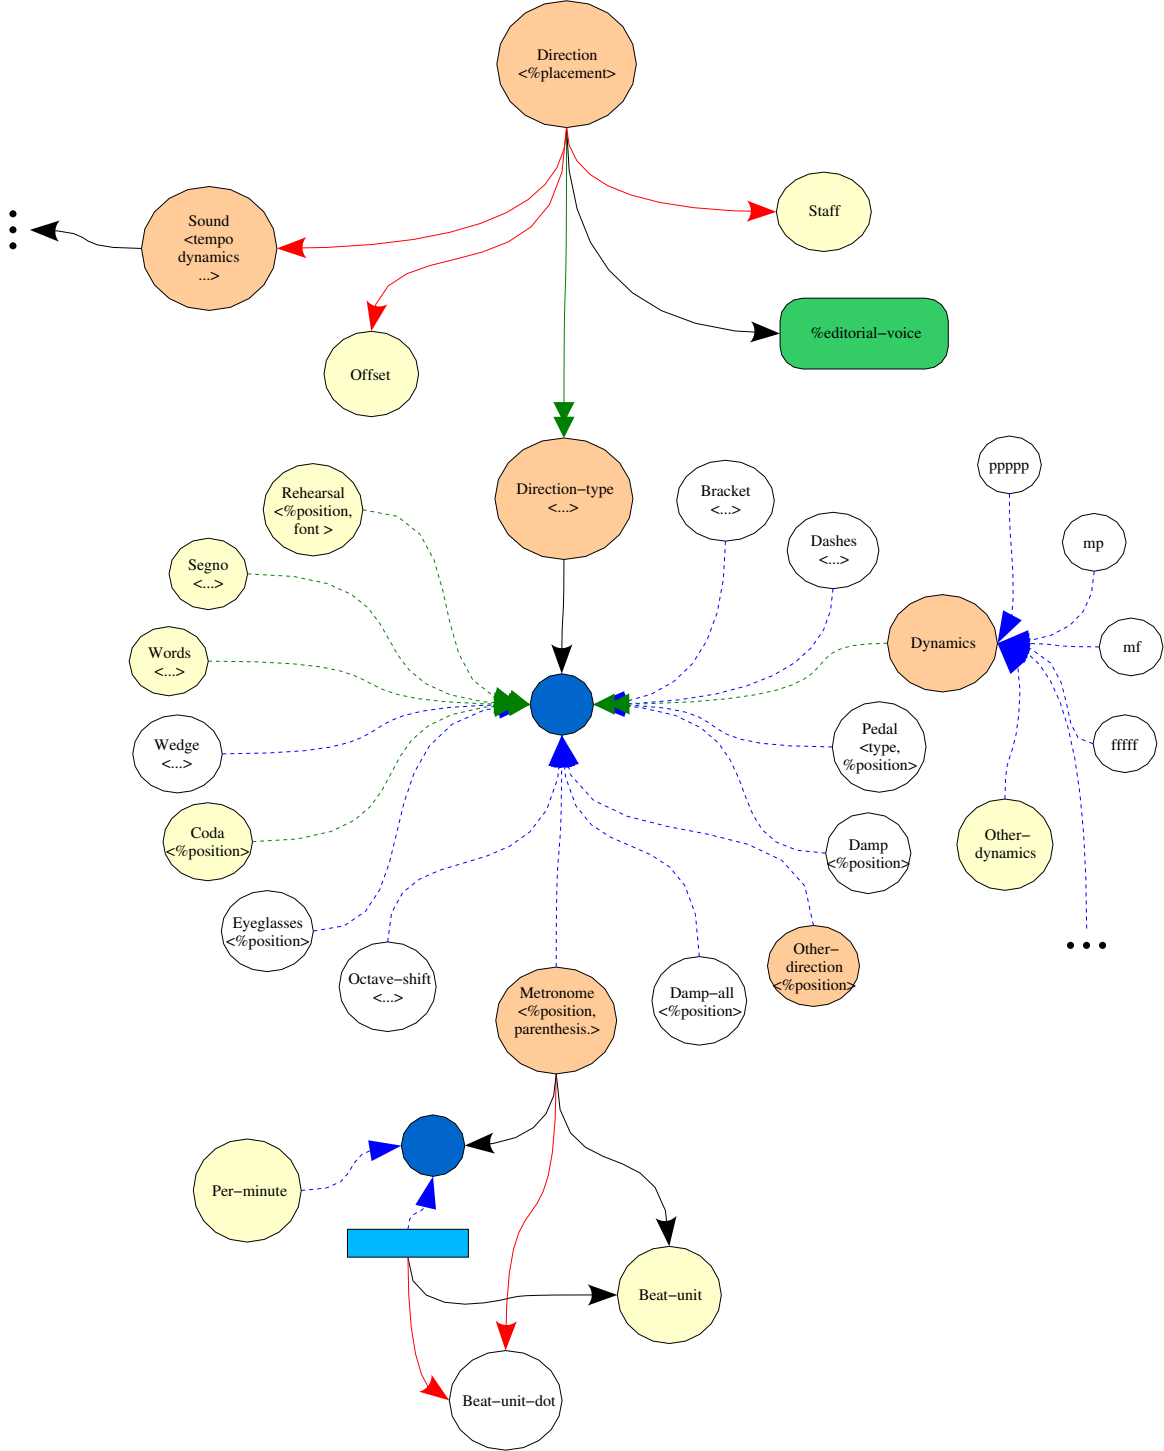 Direction
<%placement>
Staff
Sound
<tempo
dynamics
...>
%editorial−voice
Offset
Direction−type
<...>
Rehearsal
<%position,
font >
Bracket
<...>
ppppp
Dashes
<...>
mp
Segno
<...>
Words
<...>
Dynamics
mf
Wedge
<...>
Pedal
<type,
%position>
fffff
Coda
<%position>
Damp
<%position>
Other−
dynamics
Eyeglasses
<%position>
Octave−shift
<...>
Metronome
<%position,
parenthesis.>
Damp−all
<%position>
Other−
direction
<%position>
Per−minute
Beat−unit
Beat−unit−dot